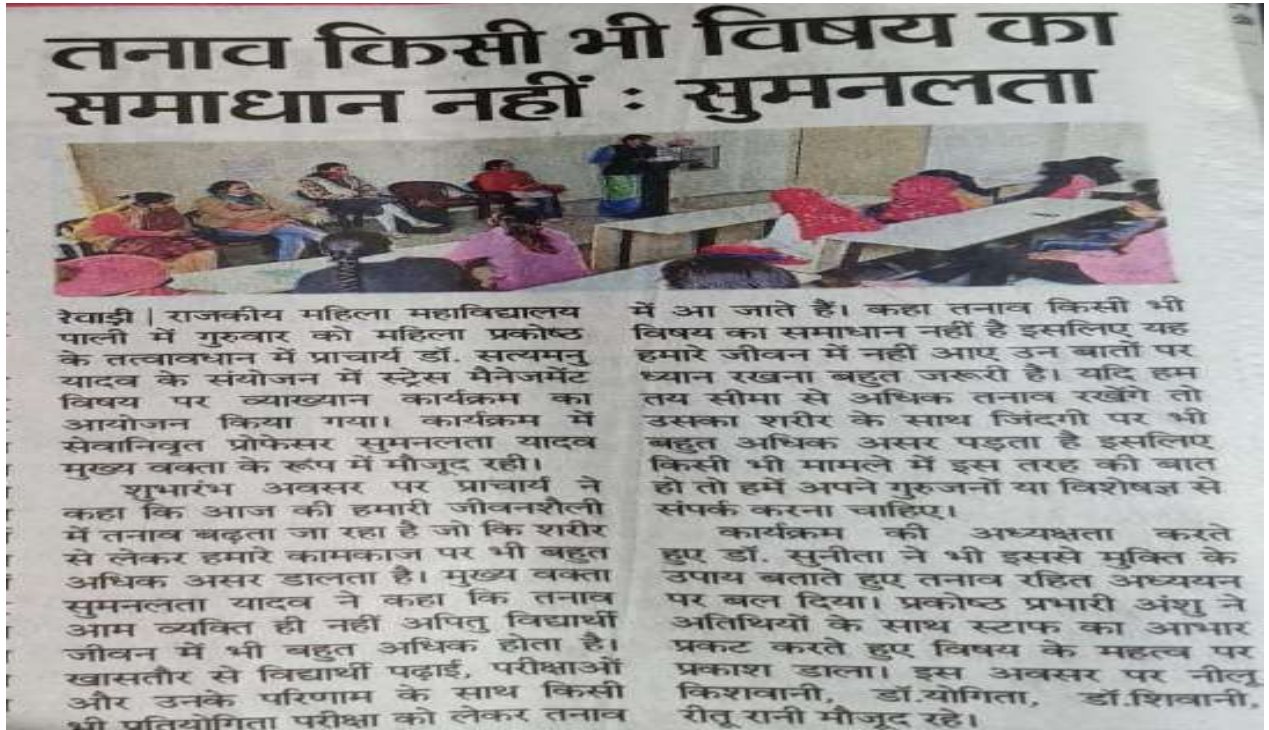 तनाव किसी भी विषय का
समाधान नहीं : सुमनलता
रेवाड़ी | राजकीय महिला महाविद्यालय
पाली में गुरुवार को महिला प्रकोष्ठ
के तत्वावधान में प्राचार्य डॉ. सत्यमनु
यादव के संयोजन में स्ट्रेस मैनेजमेंट
विषय पर व्याख्यान कार्यक्रम का
आयोजन किया गया। कार्यक्रम में
सेवानिवृत प्रोफेसर सुमनलता यादव
मुख्य वक्ता के रूप में मौजूद रही।
शुभारंभ अवसर पर प्राचार्य ने
कहा कि आज की हमारी जीवनशैली
में तनाव बढ़ता जा रहा है जो कि शरीर
से लेकर हमारे कामकाज पर भी बहुत
अधिक असर डालता है। मुख्य वक्ता
सुमनलता यादव ने कहा कि तनाव
आम व्यक्ति ही नहीं अपितु विद्यार्थी
जीवन में भी बहुत अधिक होता है।
खासतौर से विद्यार्थी पढ़ाई, परीक्षाओं
और उनके परिणाम के साथ किसी
भी प्रतियोगिता परीक्षा को लेकर तनाव
में आ जाते हैं। कहा तनाव किसी भी
विषय का समाधान नहीं है इसलिए यह
हमारे जीवन में नहीं आए उन बातों पर
ध्यान रखना बहुत जरूरी है। यदि हम
तय सीमा से अधिक तनाव रखेंगे तो
उसका शरीर के साथ जिंदगी पर भी
बहुत अधिक असर पड़ता है इसलिए
किसी भी मामले में इस तरह की बात
हो तो हमें अपने गुरुजनों या विशेषज्ञ से
संपर्क करना चाहिए।
कार्यक्रम की अध्यक्षता करते
हुए डॉ. सुनीता ने भी इससे मुक्ति के
उपाय बताते हुए तनाव रहित अध्ययन
पर बल दिया। प्रकोष्ठ प्रभारी अंशु ने
अतिथियों के साथ स्टाफ का आभार
प्रकट करते हुए विषय के महत्व पर
प्रकाश डाला। इस अवसर पर नीलू
किशवानी, डॉ.योगिता, डॉ.शिवानी,
रीतू रानी मौजूद रहे।